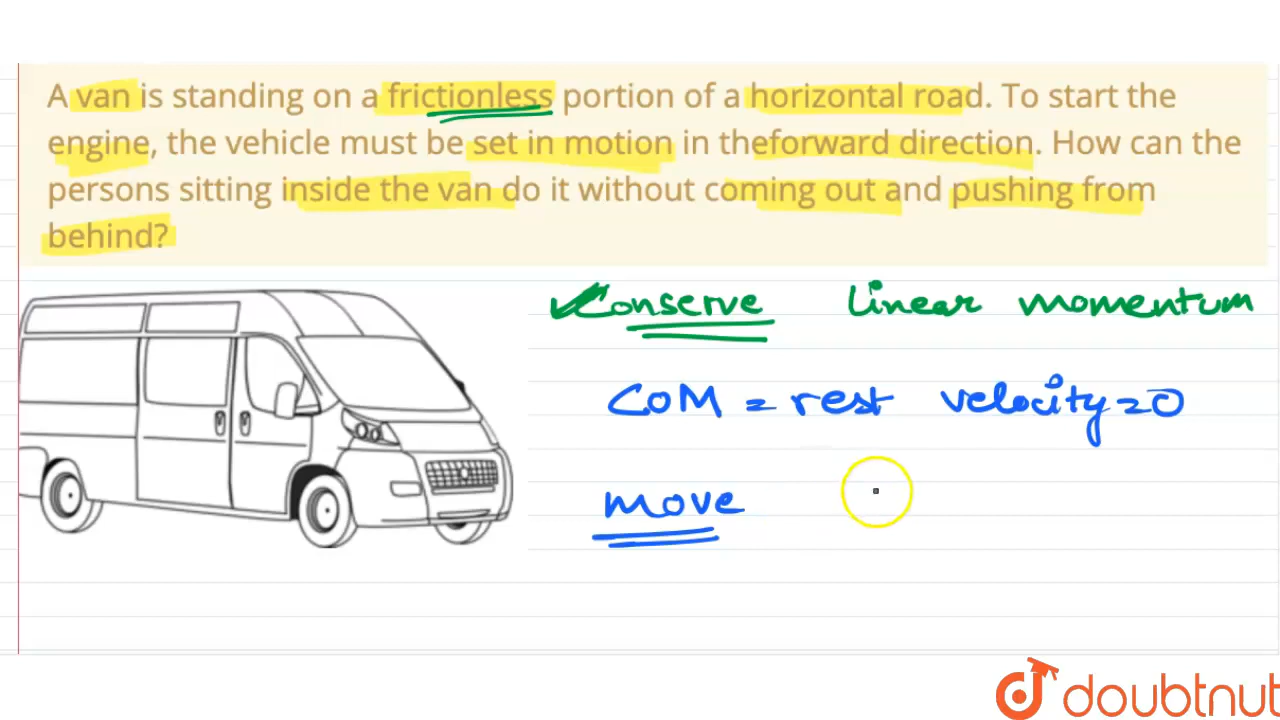 A van is standing on a frictionless portion of a horizontal road. To start the
engine, the vehicle must be set in motion in theforward direction. How can the
persons sitting inside the van do it without coming out and pushing from
behind?
Conserve linear momentum
COM = rest velocity = 0
move
doubtnut